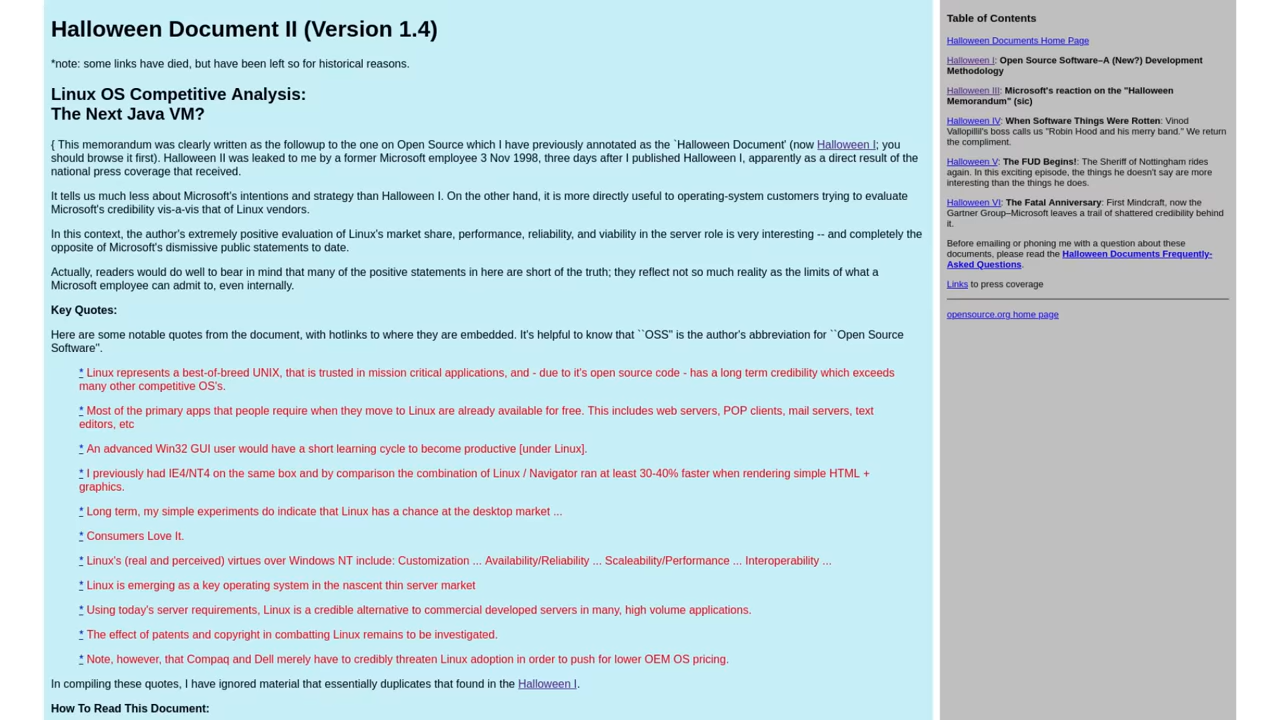 Halloween Document II (Version 1.4)
*note: some links have died, but have been left so for historical reasons.
Linux OS Competitive Analysis:
The Next Java VM?
{ This memorandum was clearly written as the followup to the one on Open Source which I have previously annotated as the `Halloween Document' (now Halloween I; you
should browse it first). Halloween II was leaked to me by a former Microsoft employee 3 Nov 1998, three days after I published Halloween I, apparently as a direct result of the
national press coverage that received.
It tells us much less about Microsoft's intentions and strategy than Halloween I. On the other hand, it is more directly useful to operating-system customers trying to evaluate
Microsoft's credibility vis-a-vis that of Linux vendors.
In this context, the author's extremely positive evaluation of Linux's market share, performance, reliability, and viability in the server role is very interesting -- and completely the
opposite of Microsoft's dismissive public statements to date.
Actually, readers would do well to bear in mind that many of the positive statements in here are short of the truth; they reflect not so much reality as the limits of what a
Microsoft employee can admit to, even internally.
Key Quotes:
Here are some notable quotes from the document, with hotlinks to where they are embedded. It's helpful to know that ``OSS'' is the author's abbreviation for ``Open Source
Software''.
* Linux represents a best-of-breed UNIX, that is trusted in mission critical applications, and - due to it's open source code - has a long term credibility which exceeds
many other competitive OS's.
* Most of the primary apps that people require when they move to Linux are already available for free. This includes web servers, POP clients, mail servers, text
editors, etc
* An advanced Win32 GUI user would have a short learning cycle to become productive [under Linux].
* I previously had IE4/NT4 on the same box and by comparison the combination of Linux / Navigator ran at least 30-40% faster when rendering simple HTML +
graphics.
* Long term, my simple experiments do indicate that Linux has a chance at the desktop market ...
* Consumers Love It.
* Linux's (real and perceived) virtues over Windows NT include: Customization ... Availability/Reliability ... Scaleability/Performance ... Interoperability ...
* Linux is emerging as a key operating system in the nascent thin server market
* Using today's server requirements, Linux is a credible alternative to commercial developed servers in many, high volume applications.
* The effect of patents and copyright in combatting Linux remains to be investigated.
* Note, however, that Compaq and Dell merely have to credibly threaten Linux adoption in order to push for lower OEM OS pricing.
In compiling these quotes, I have ignored material that essentially duplicates that found in the Halloween I.
How To Read This Document:
Table of Contents
Halloween Documents Home Page
Halloween I: Open Source Software–A (New?) Development
Methodology
Halloween III: Microsoft's reaction on the "Halloween
Memorandum" (sic)
Halloween IV: When Software Things Were Rotten: Vinod
Vallopillil's boss calls us "Robin Hood and his merry band." We return
the compliment.
Halloween V: The FUD Begins!: The Sheriff of Nottingham rides
again. In this exciting episode, the things he doesn't say are more
interesting than the things he does.
Halloween VI: The Fatal Anniversary: First Mindcraft, now the
Gartner Group–Microsoft leaves a trail of shattered credibility behind
it.
Before emailing or phoning me with a question about these
documents, please read the Halloween Documents Frequently-
Asked Questions.
Links to press coverage
opensource.org home page